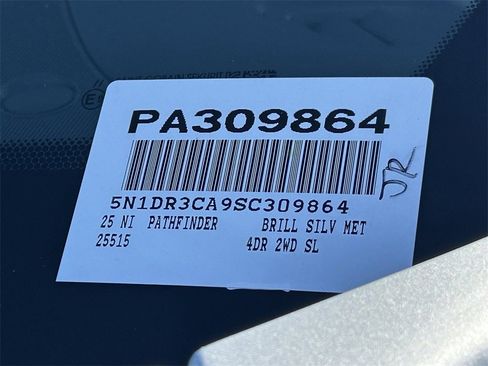 PA309864
5N1DR3CA9SC309864
25 NI PATHFINDER BRILL SILV MET
25515 4DR 2WD SL
JR